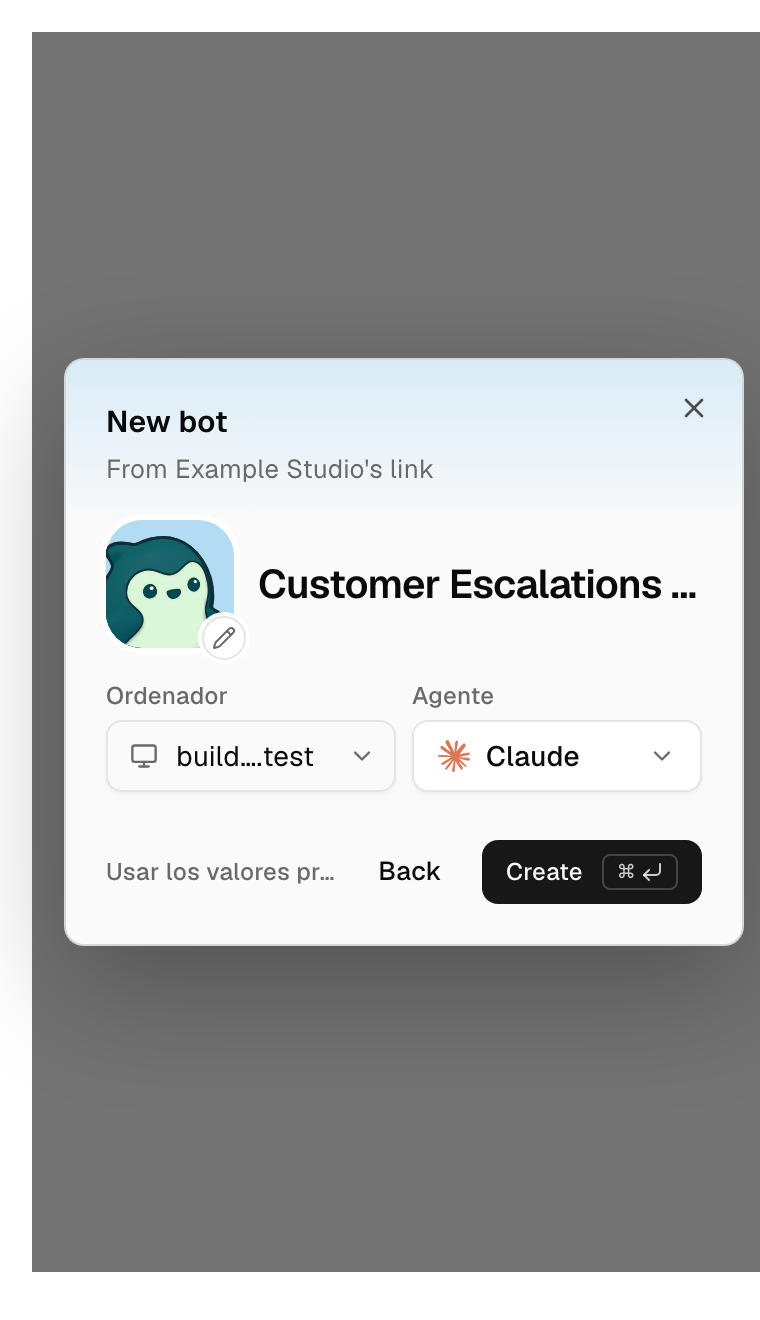 New bot
From Example Studio's link
Customer Escalations ...
Ordenador
Agente
build....test
Claude
Usar los valores pr...
Back
Create ⌘ ↵